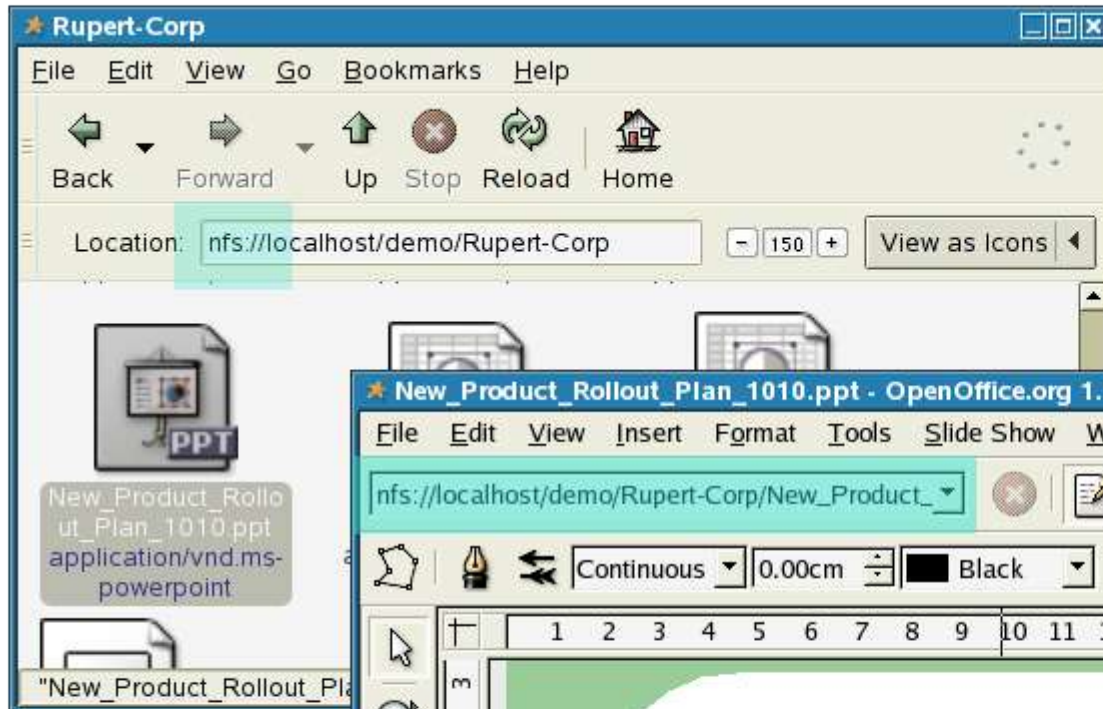 Rupert-Corp
File Edit View Go Bookmarks Help
Back Forward Up Stop Reload Home
Location: nfs://localhost/demo/Rupert-Corp - 150 + View as Icons
PPT
New_Product_Rollo
ut_Plan_1010.ppt
application/vnd.ms-
powerpoint
"New_Product_Rollout_Pla
New_Product_Rollout_Plan_1010.ppt - OpenOffice.org 1.
File Edit View Insert Format Tools Slide Show W
nfs://localhost/demo/Rupert-Corp/New_Product_
Continuous 0.00cm Black
1 2 3 4 5 6 7 8 9 10 11
3